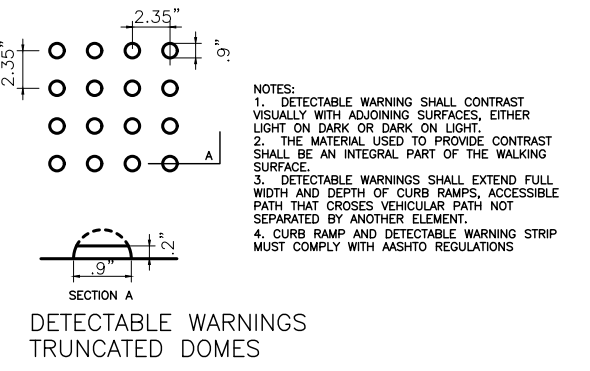 2.35"
2.35"
.9"
A
.2"
.9"
SECTION A
DETECTABLE WARNINGS
TRUNCATED DOMES
NOTES:
1. DETECTABLE WARNING SHALL CONTRAST
VISUALLY WITH ADJOINING SURFACES, EITHER
LIGHT ON DARK OR DARK ON LIGHT.
2. THE MATERIAL USED TO PROVIDE CONTRAST
SHALL BE AN INTEGRAL PART OF THE WALKING
SURFACE.
3. DETECTABLE WARNINGS SHALL EXTEND FULL
WIDTH AND DEPTH OF CURB RAMPS, ACCESSIBLE
PATH THAT CROSES VEHICULAR PATH NOT
SEPARATED BY ANOTHER ELEMENT.
4. CURB RAMP AND DETECTABLE WARNING STRIP
MUST COMPLY WITH AASHTO REGULATIONS